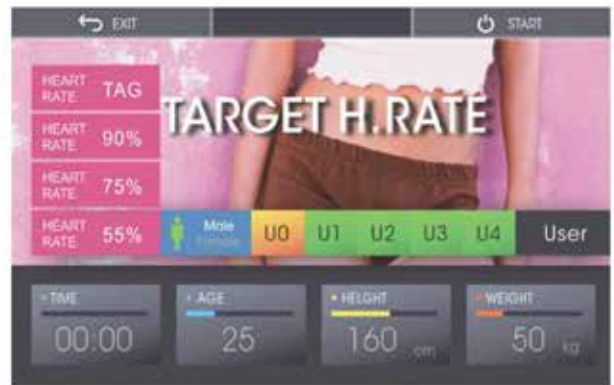 EXIT
START
HEART RATE TAG
TARGET H.RATE
HEART RATE 90%
HEART RATE 75%
HEART RATE 55%
Male
Female
U0 U1 U2 U3 U4 User
TIME
AGE
HELGHT
WEIGHT
00:00
25
160 cm
50 kg